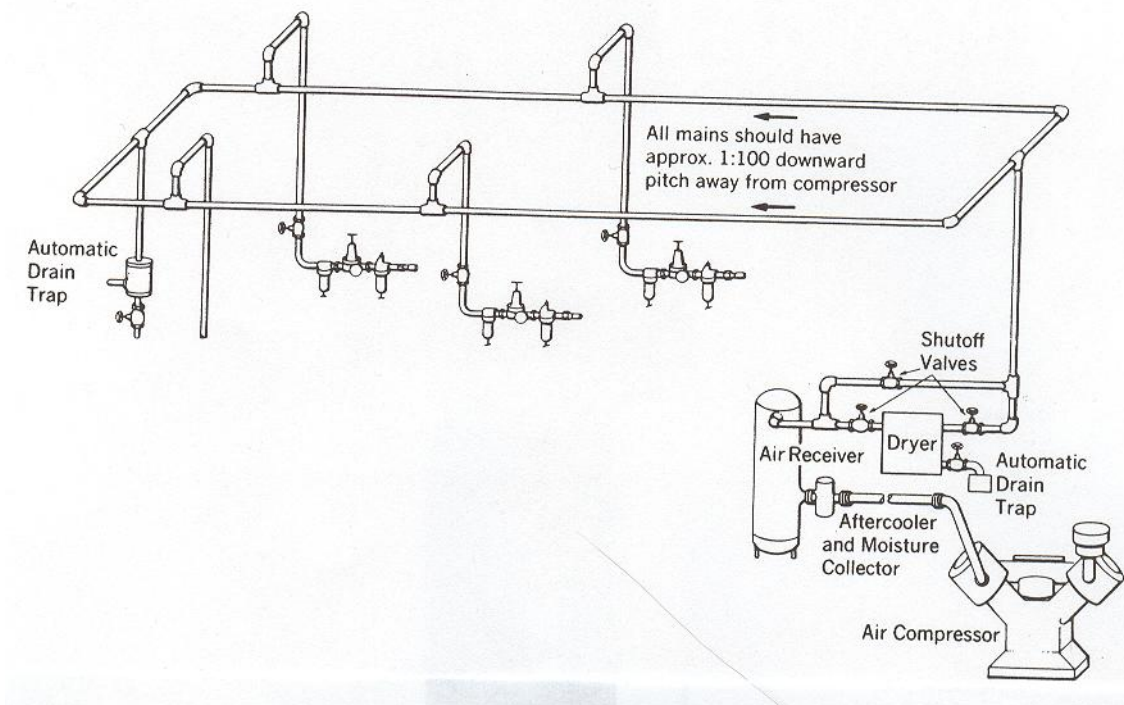 All mains should have
approx. 1:100 downward
pitch away from compressor
Automatic
Drain
Trap
Shutoff
Valves
Air Receiver
Dryer
Automatic
Drain
Trap
Aftercooler
and Moisture
Collector
Air Compressor